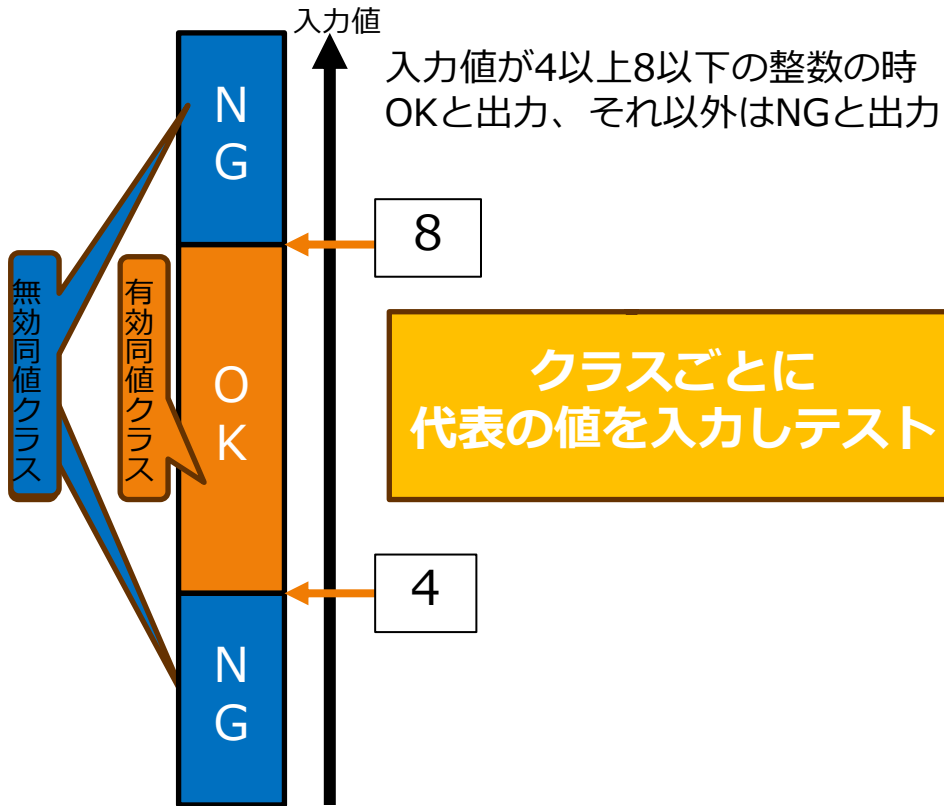 入力値
入力値が4以上8以下の整数の時
OKと出力、それ以外はNGと出力
N
G
8
無効同値クラス
有効同値クラス
O
K
クラスごとに
代表の値を入力しテスト
4
N
G